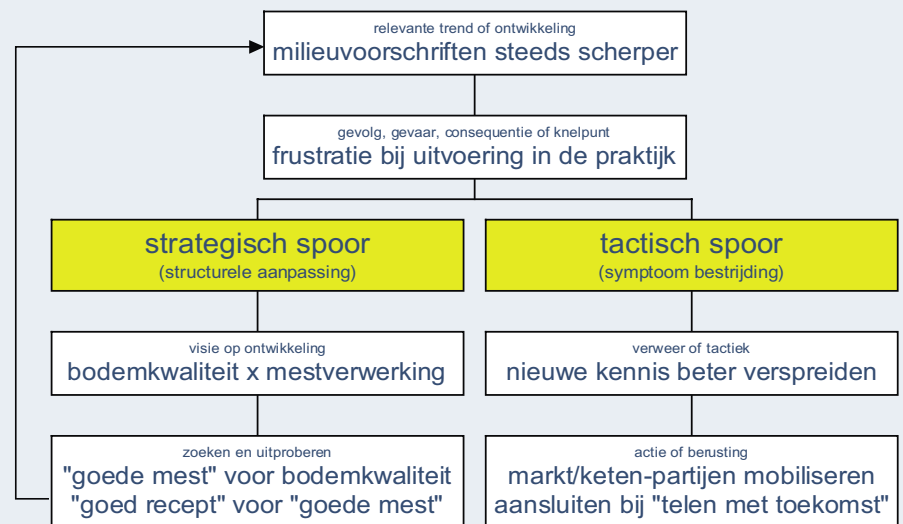 relevante trend of ontwikkeling
milieuvoorschriften steeds scherper
gevolg, gevaar, consequentie of knelpunt
frustratie bij uitvoering in de praktijk
strategisch spoor
(structurele aanpassing)
tactisch spoor
(symptoom bestrijding)
visie op ontwikkeling
bodemkwaliteit x mestverwerking
verweer of tactiek
nieuwe kennis beter verspreiden
zoeken en uitproberen
"goede mest" voor bodemkwaliteit
"goed recept" voor "goede mest"
actie of berusting
markt/keten-partijen mobiliseren
aansluiten bij "telen met toekomst"